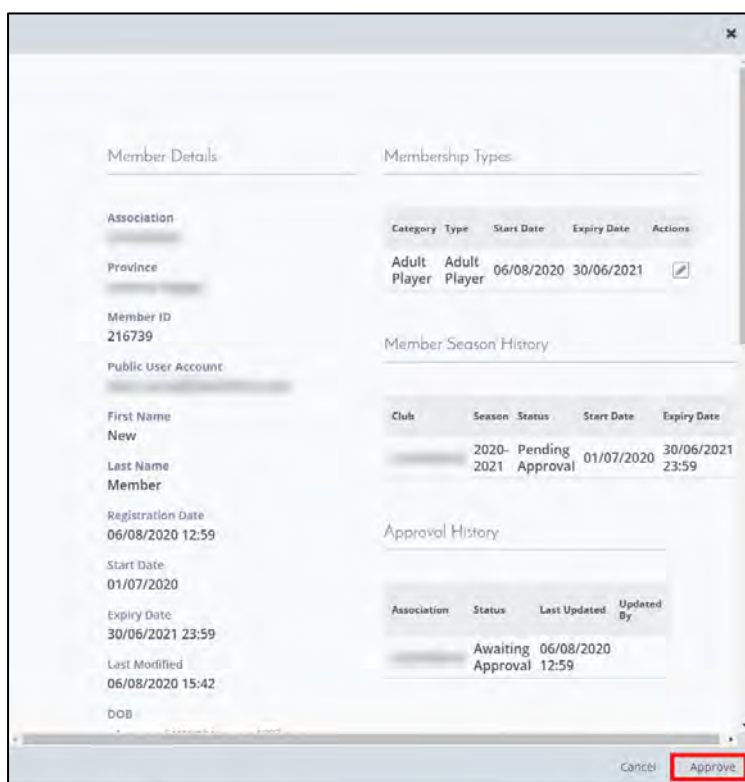 Member Details
Association
Province
Member ID
216739
Public User Account
First Name
New
Last Name
Member
Registration Date
06/08/2020 12:59
Start Date
01/07/2020
Expiry Date
30/06/2021 23:59
Last Modified
06/08/2020 15:42
DOB
Membership Types
Category Type Start Date Expiry Date Actions
Adult Adult 06/08/2020 30/06/2021
Player Player
Member Season History
Club Season Status Start Date Expiry Date
2020- Pending 01/07/2020 30/06/2021
2021 Approval 23:59
Approval History
Association Status Last Updated Updated
By
Awaiting 06/08/2020
Approval 12:59
Cancel Approve